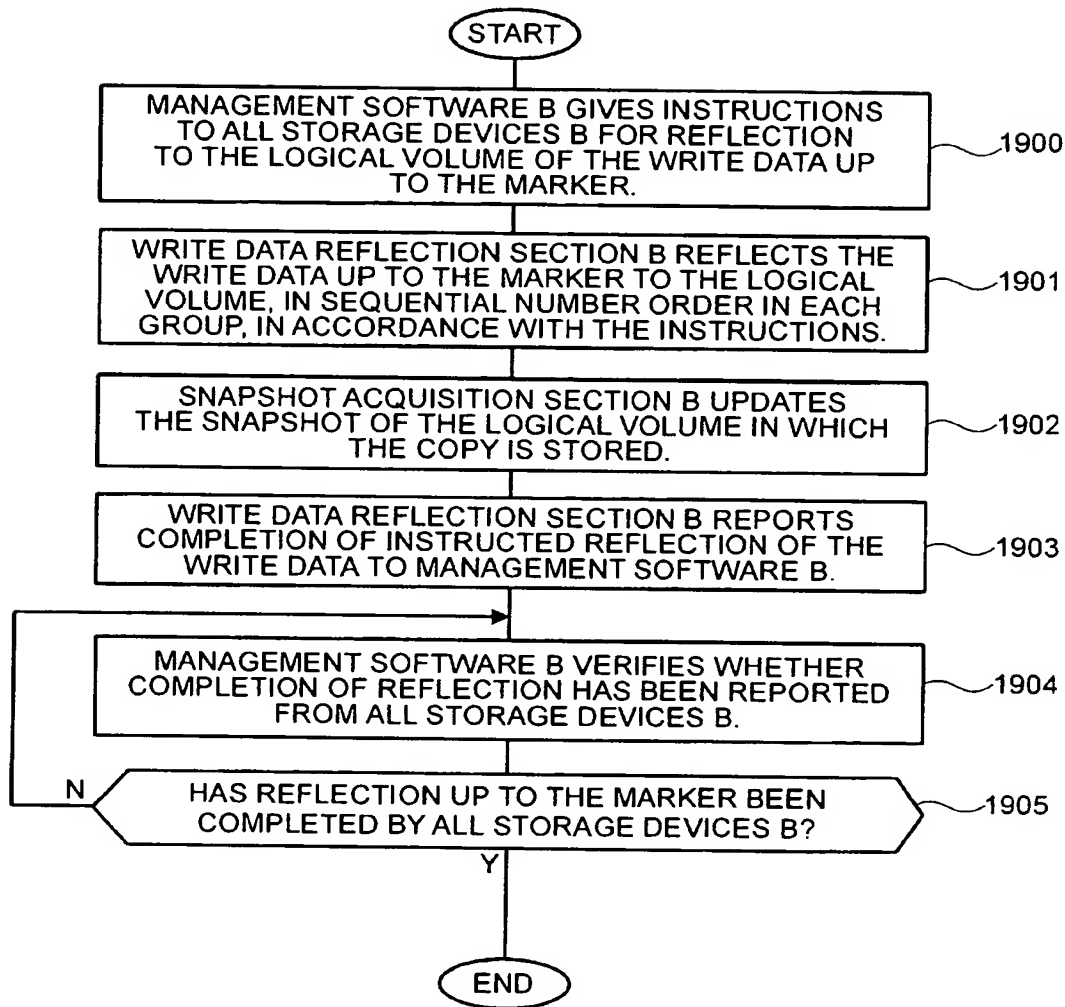 START
MANAGEMENT SOFTWARE B GIVES INSTRUCTIONS
TO ALL STORAGE DEVICES B FOR REFLECTION
TO THE LOGICAL VOLUME OF THE WRITE DATA UP
TO THE MARKER.
1900
WRITE DATA REFLECTION SECTION B REFLECTS THE
WRITE DATA UP TO THE MARKER TO THE LOGICAL
VOLUME, IN SEQUENTIAL NUMBER ORDER IN EACH
GROUP, IN ACCORDANCE WITH THE INSTRUCTIONS.
1901
SNAPSHOT ACQUISITION SECTION B UPDATES
THE SNAPSHOT OF THE LOGICAL VOLUME IN WHICH
THE COPY IS STORED.
1902
WRITE DATA REFLECTION SECTION B REPORTS
COMPLETION OF INSTRUCTED REFLECTION OF THE
WRITE DATA TO MANAGEMENT SOFTWARE B.
1903
MANAGEMENT SOFTWARE B VERIFIES WHETHER
COMPLETION OF REFLECTION HAS BEEN REPORTED
FROM ALL STORAGE DEVICES B.
1904
N
HAS REFLECTION UP TO THE MARKER BEEN
COMPLETED BY ALL STORAGE DEVICES B?
1905
Y
END